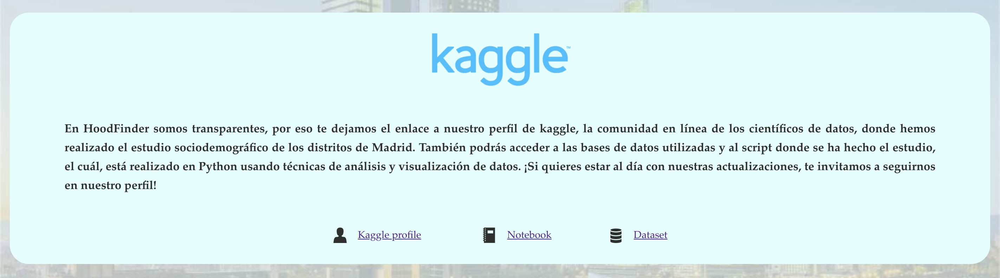 kaggle™
En HoodFinder somos transparentes, por eso te dejamos el enlace a nuestro perfil de kaggle, la comunidad en línea de los científicos de datos, donde hemos
realizado el estudio sociodemográfico de los distritos de Madrid. También podrás acceder a las bases de datos utilizadas y al script donde se ha hecho el estudio,
el cuál, está realizado en Python usando técnicas de análisis y visualización de datos. ¡Si quieres estar al día con nuestras actualizaciones, te invitamos a seguirnos
en nuestro perfil!
Kaggle profile Notebook Dataset